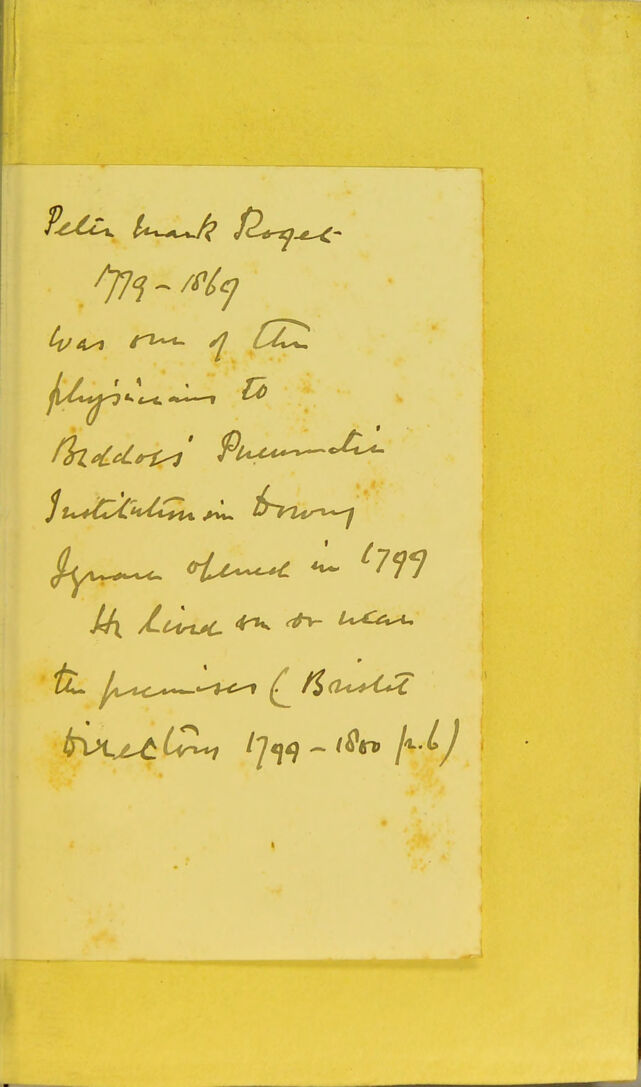 Peter Mark Roget
1779 - 1869
was one of the
physicians to
Beddoes' Pneumatic
Institution in Dowry
Square opened in 1799
He lived on or near
the premises (Bristol
Directory 1799 - 1800 p. 6)